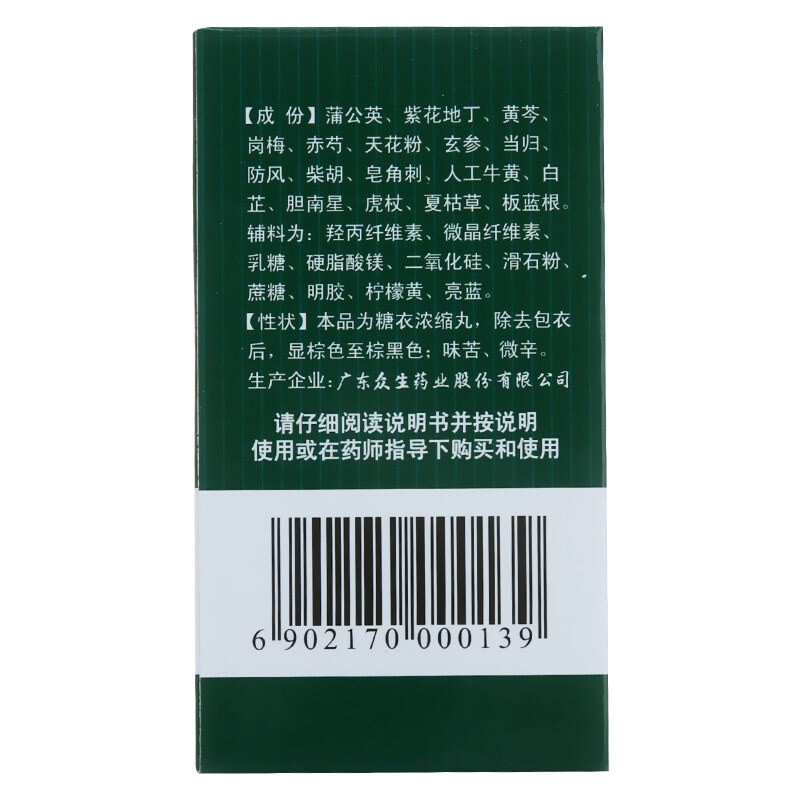 【成 份】蒲公英、紫花地丁、黄芩、
岗梅、赤芍、天花粉、玄参、当归、
防风、柴胡、皂角刺、人工牛黄、白
芷、胆南星、虎杖、夏枯草、板蓝根。
辅料为：羟丙纤维素、微晶纤维素、
乳糖、硬脂酸镁、二氧化硅、滑石粉、
蔗糖、明胶、柠檬黄、亮蓝。
【性状】本品为糖衣浓缩丸，除去包衣
后，显棕色至棕黑色；味苦、微辛。
生产企业：广东众生药业股份有限公司
请仔细阅读说明书并按说明
使用或在药师指导下购买和使用
6 902170 000139